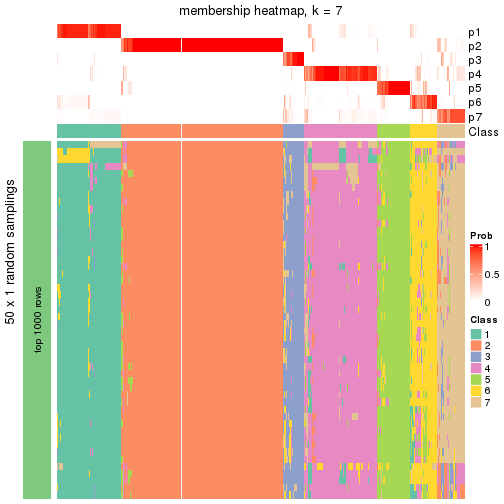 membership heatmap, k = 7
p1
p2
p3
p4
p5
p6
p7
Class
50 x 1 random samplings
top 1000 rows
Prob
1
0.5
0
Class
1
2
3
4
5
6
7